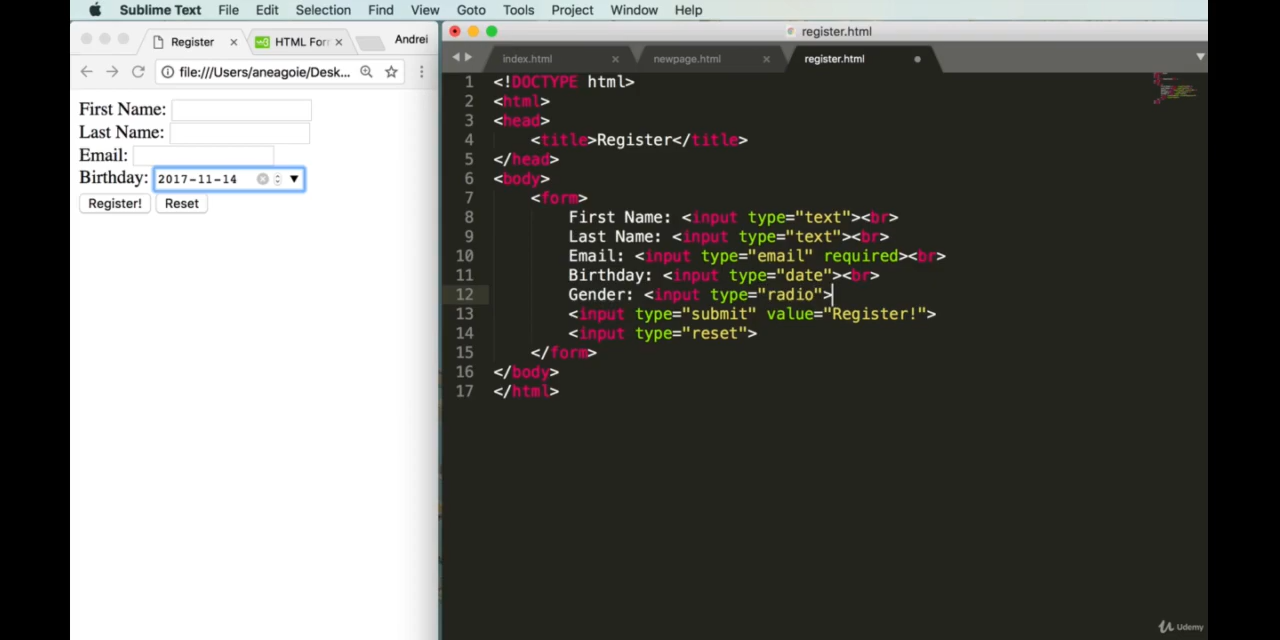 Sublime Text File Edit Selection Find View Goto Tools Project Window Help
Register × HTML For × Andrei
file:///Users/aneagoie/Desk...
First Name:
Last Name:
Email:
Birthday: 2017-11-14
Register! Reset
register.html
index.html × newpage.html × register.html
1 <!DOCTYPE html>
2 <html>
3 <head>
4 <title>Register</title>
5 </head>
6 <body>
7 <form>
8 First Name: <input type="text"><br>
9 Last Name: <input type="text"><br>
10 Email: <input type="email" required><br>
11 Birthday: <input type="date"><br>
12 Gender: <input type="radio">
13 <input type="submit" value="Register!">
14 <input type="reset">
15 </form>
16 </body>
17 </html>
Udemy